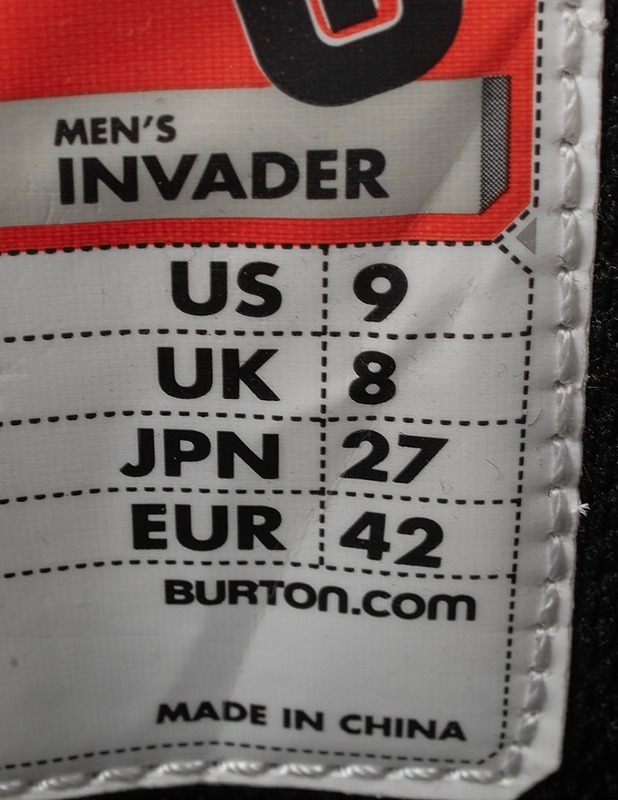 MEN'S
INVADER
US 9
UK 8
JPN 27
EUR 42
BURTON.COM
MADE IN CHINA